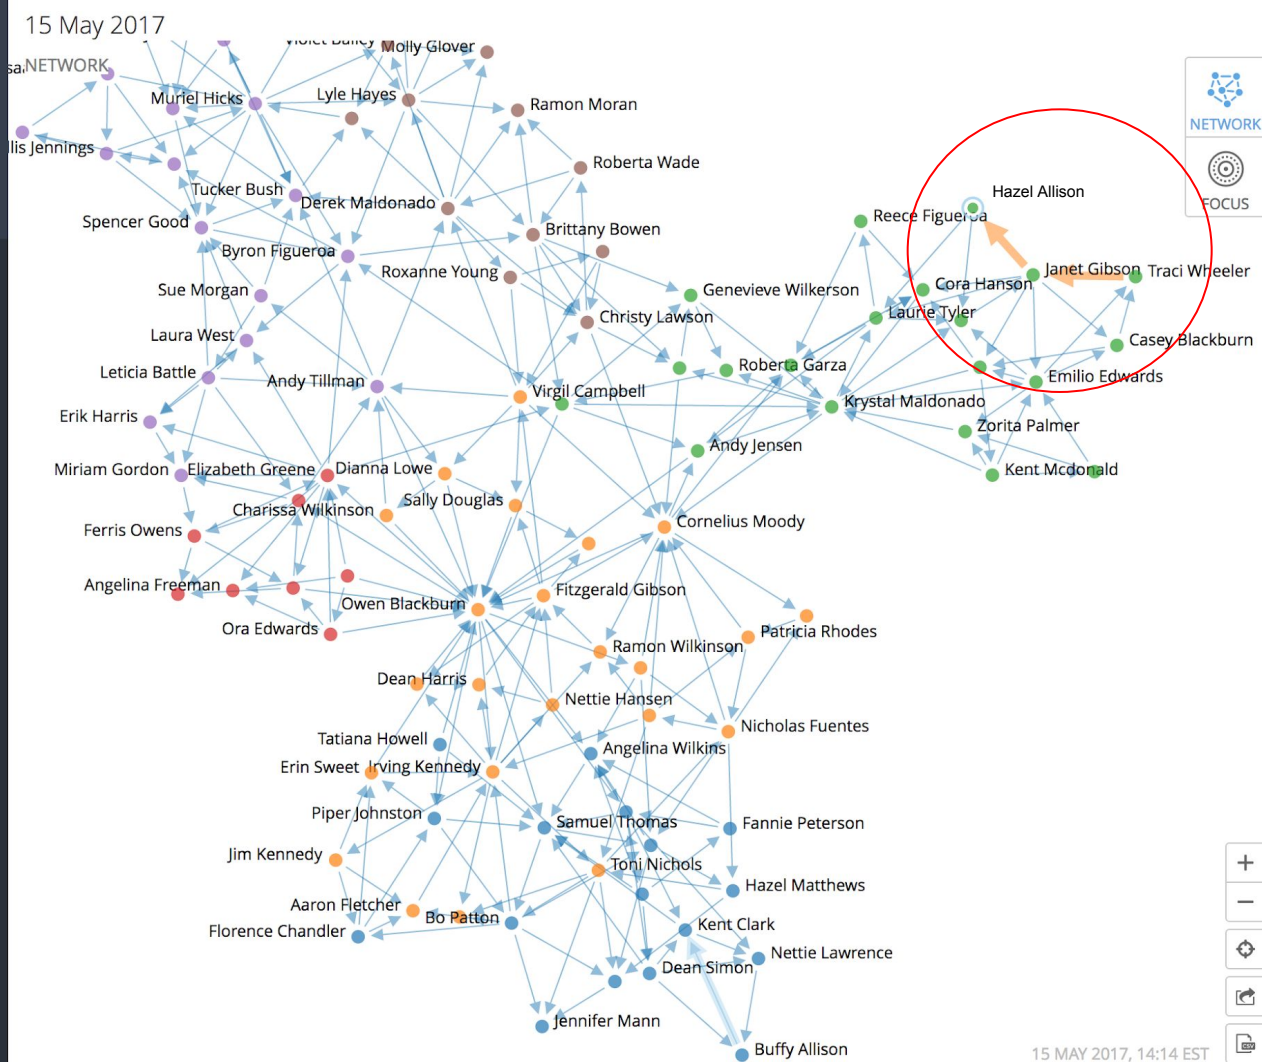 15 May 2017
Molly Glover
NETWORK
Muriel Hicks
Lyle Hayes
Ramon Moran
NETWORK
llis Jennings
Roberta Wade
Tucker Bush
Derek Maldonado
Hazel Allison
FOCUS
Spencer Good
Reece Figueroa
Brittany Bowen
Byron Figueroa
Roxanne Young
Janet Gibson
Traci Wheeler
Cora Hanson
Sue Morgan
Genevieve Wilkerson
Christy Lawson
Laurie Tyler
Laura West
Casey Blackburn
Leticia Battle
Andy Tillman
Roberta Garza
Emilio Edwards
Virgil Campbell
Krystal Maldonado
Erik Harris
Zorita Palmer
Andy Jensen
Miriam Gordon
Elizabeth Greene
Dianna Lowe
Kent Mcdonald
Sally Douglas
Charissa Wilkinson
Cornelius Moody
Ferris Owens
Angelina Freeman
Fitzgerald Gibson
Owen Blackburn
Ora Edwards
Patricia Rhodes
Ramon Wilkinson
Dean Harris
Nettie Hansen
Nicholas Fuentes
Tatiana Howell
Angelina Wilkins
Erin Sweet
Irving Kennedy
Piper Johnston
Samuel Thomas
Fannie Peterson
Jim Kennedy
Toni Nichols
Hazel Matthews
Aaron Fletcher
Bo Patton
Florence Chandler
Kent Clark
Nettie Lawrence
Dean Simon
Jennifer Mann
Buffy Allison
15 MAY 2017, 14:14 EST
CSV